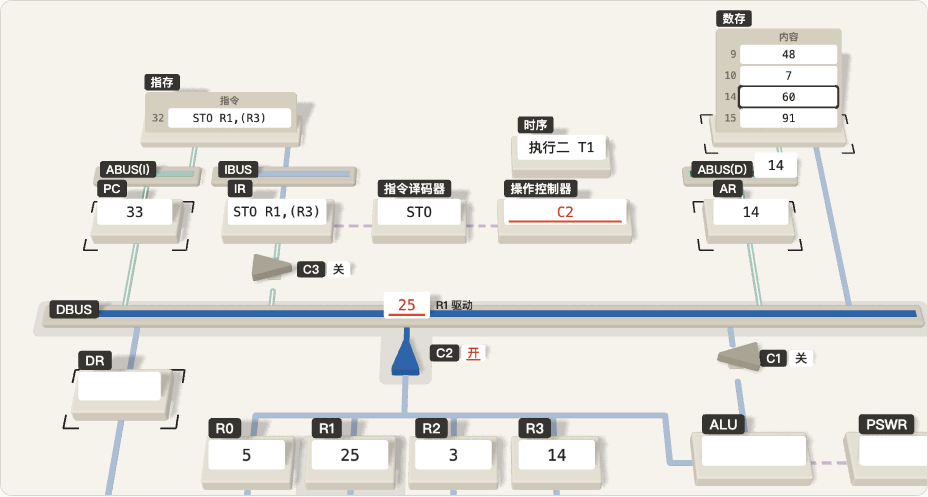 数存
内容
9 48
10 7
14 60
15 91
指存
指令
32 STO R1,(R3)
时序
执行二 T1
ABUS(I)
IBUS
ABUS(D)
14
PC
33
IR
STO R1,(R3)
指令译码器
STO
操作控制器
C2
AR
14
C3 关
DBUS
25
R1 驱动
C2 开
C1 关
DR
R0
5
R1
25
R2
3
R3
14
ALU
PSWR